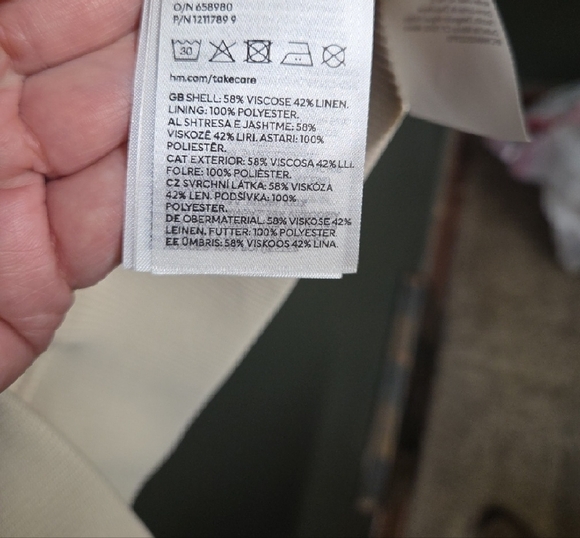 O/N 658980
P/N 1211789 9
30
hm.com/takecare
GB SHELL: 58% VISCOSE 42% LINEN.
LINING: 100% POLYESTER.
AL SHTRESA E JASHTME: 58%
VISKOZË 42% LIRI. ASTARI: 100%
POLIESTËR.
CAT EXTERIOR: 58% VISCOSA 42% LLI.
FOLRE: 100% POLIÈSTER.
CZ SVRCHNÍ LÁTKA: 58% VISKÓZA
42% LEN. PODŠÍVKA: 100%
POLYESTER.
DE OBERMATERIAL: 58% VISKOSE 42%
LEINEN. FUTTER: 100% POLYESTER
EE ÜMBRIS: 58% VISKOOS 42% LINA.